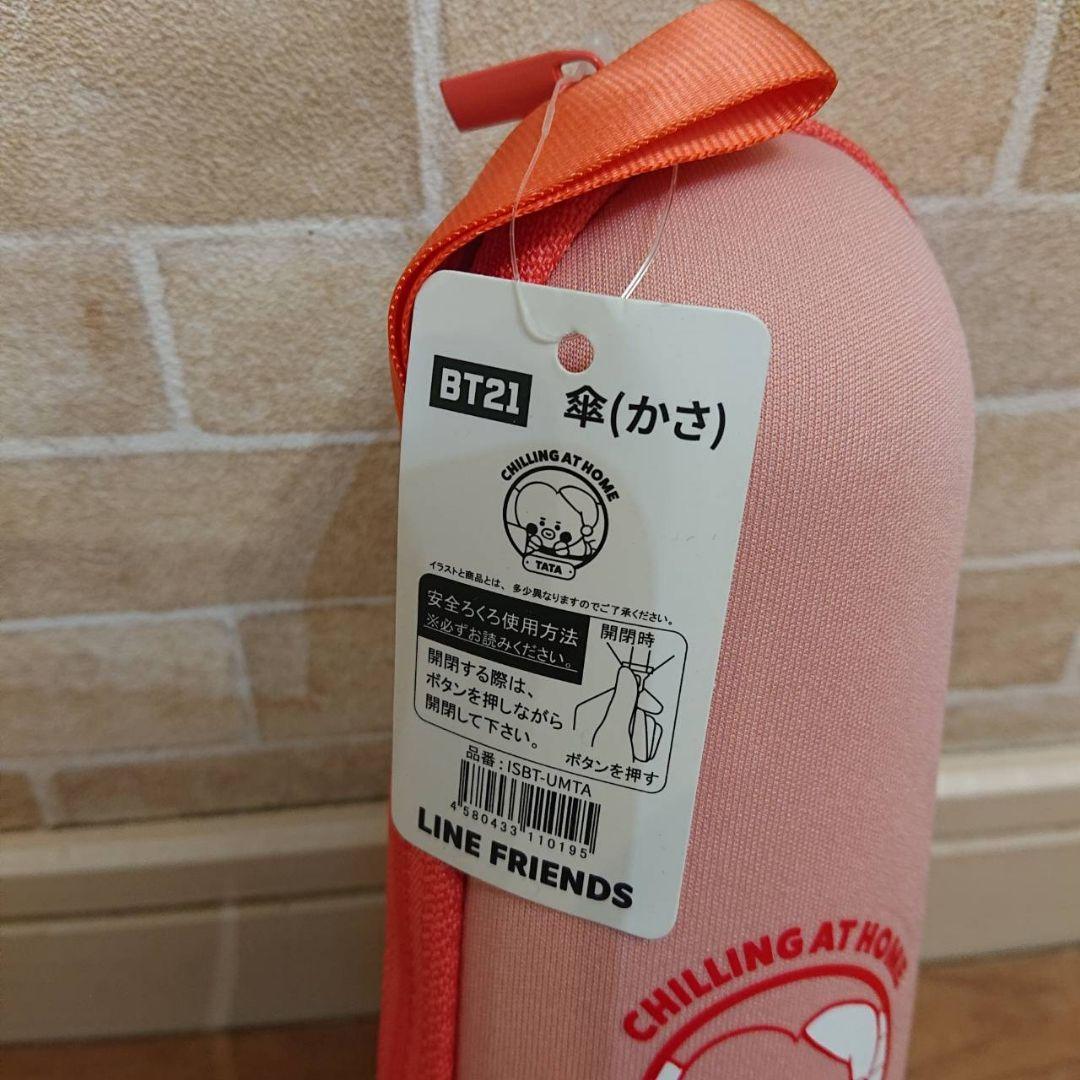 BT21
傘(かさ)
CHILLING AT HOME
TATA
イラストと商品とは、多少異なりますのでご了承ください。
安全ろくろ使用方法
※必ずお読みください。
開閉する際は、
ボタンを押しながら
開閉して下さい。
開閉時
ボタンを押す
品番：ISBT-UMTA
4 580433 110195
LINE FRIENDS
CHILLING AT HOME